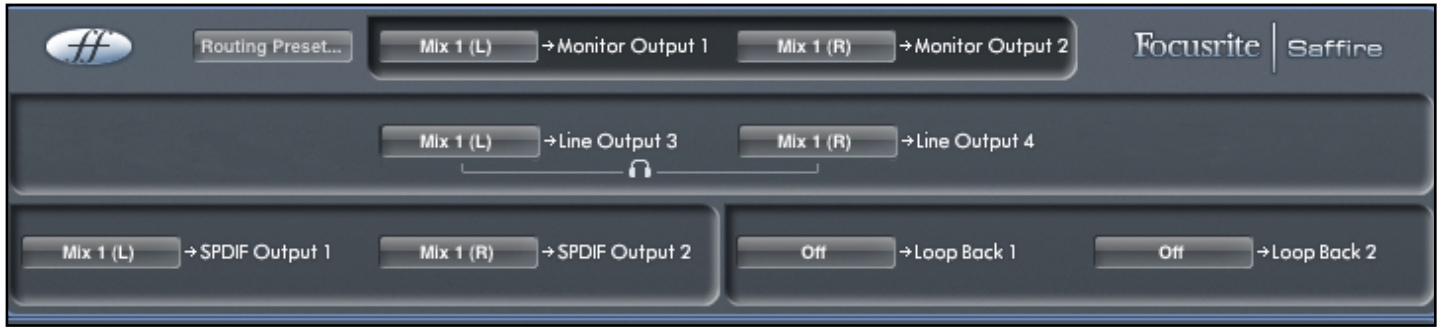 ff Routing Preset... Mix 1 (L) →Monitor Output 1 Mix 1 (R) →Monitor Output 2 Focusrite Saffire
Mix 1 (L) →Line Output 3 Mix 1 (R) →Line Output 4
Mix 1 (L) →SPDIF Output 1 Mix 1 (R) →SPDIF Output 2 Off →Loop Back 1 Off →Loop Back 2